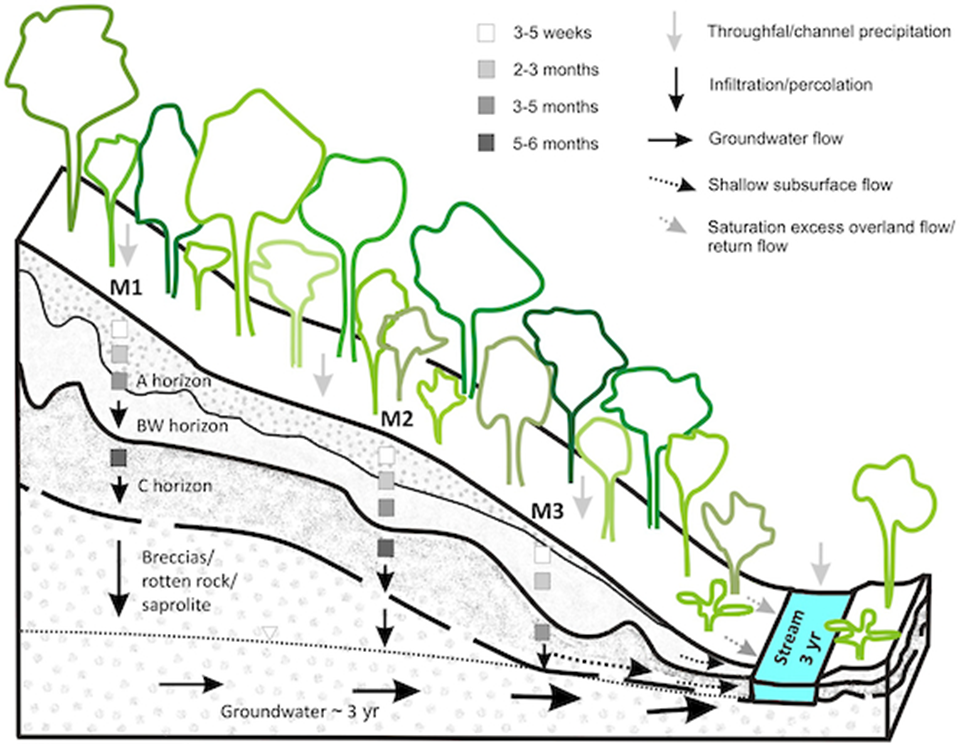 3-5 weeks
2-3 months
3-5 months
5-6 months
Throughfal/channel precipitation
Infiltration/percolation
Groundwater flow
Shallow subsurface flow
Saturation excess overland flow/
return flow
M1
A horizon
BW horizon
C horizon
Breccias/
rotten rock/
saprolite
M2
M3
Stream
3 yr
Groundwater ~ 3 yr